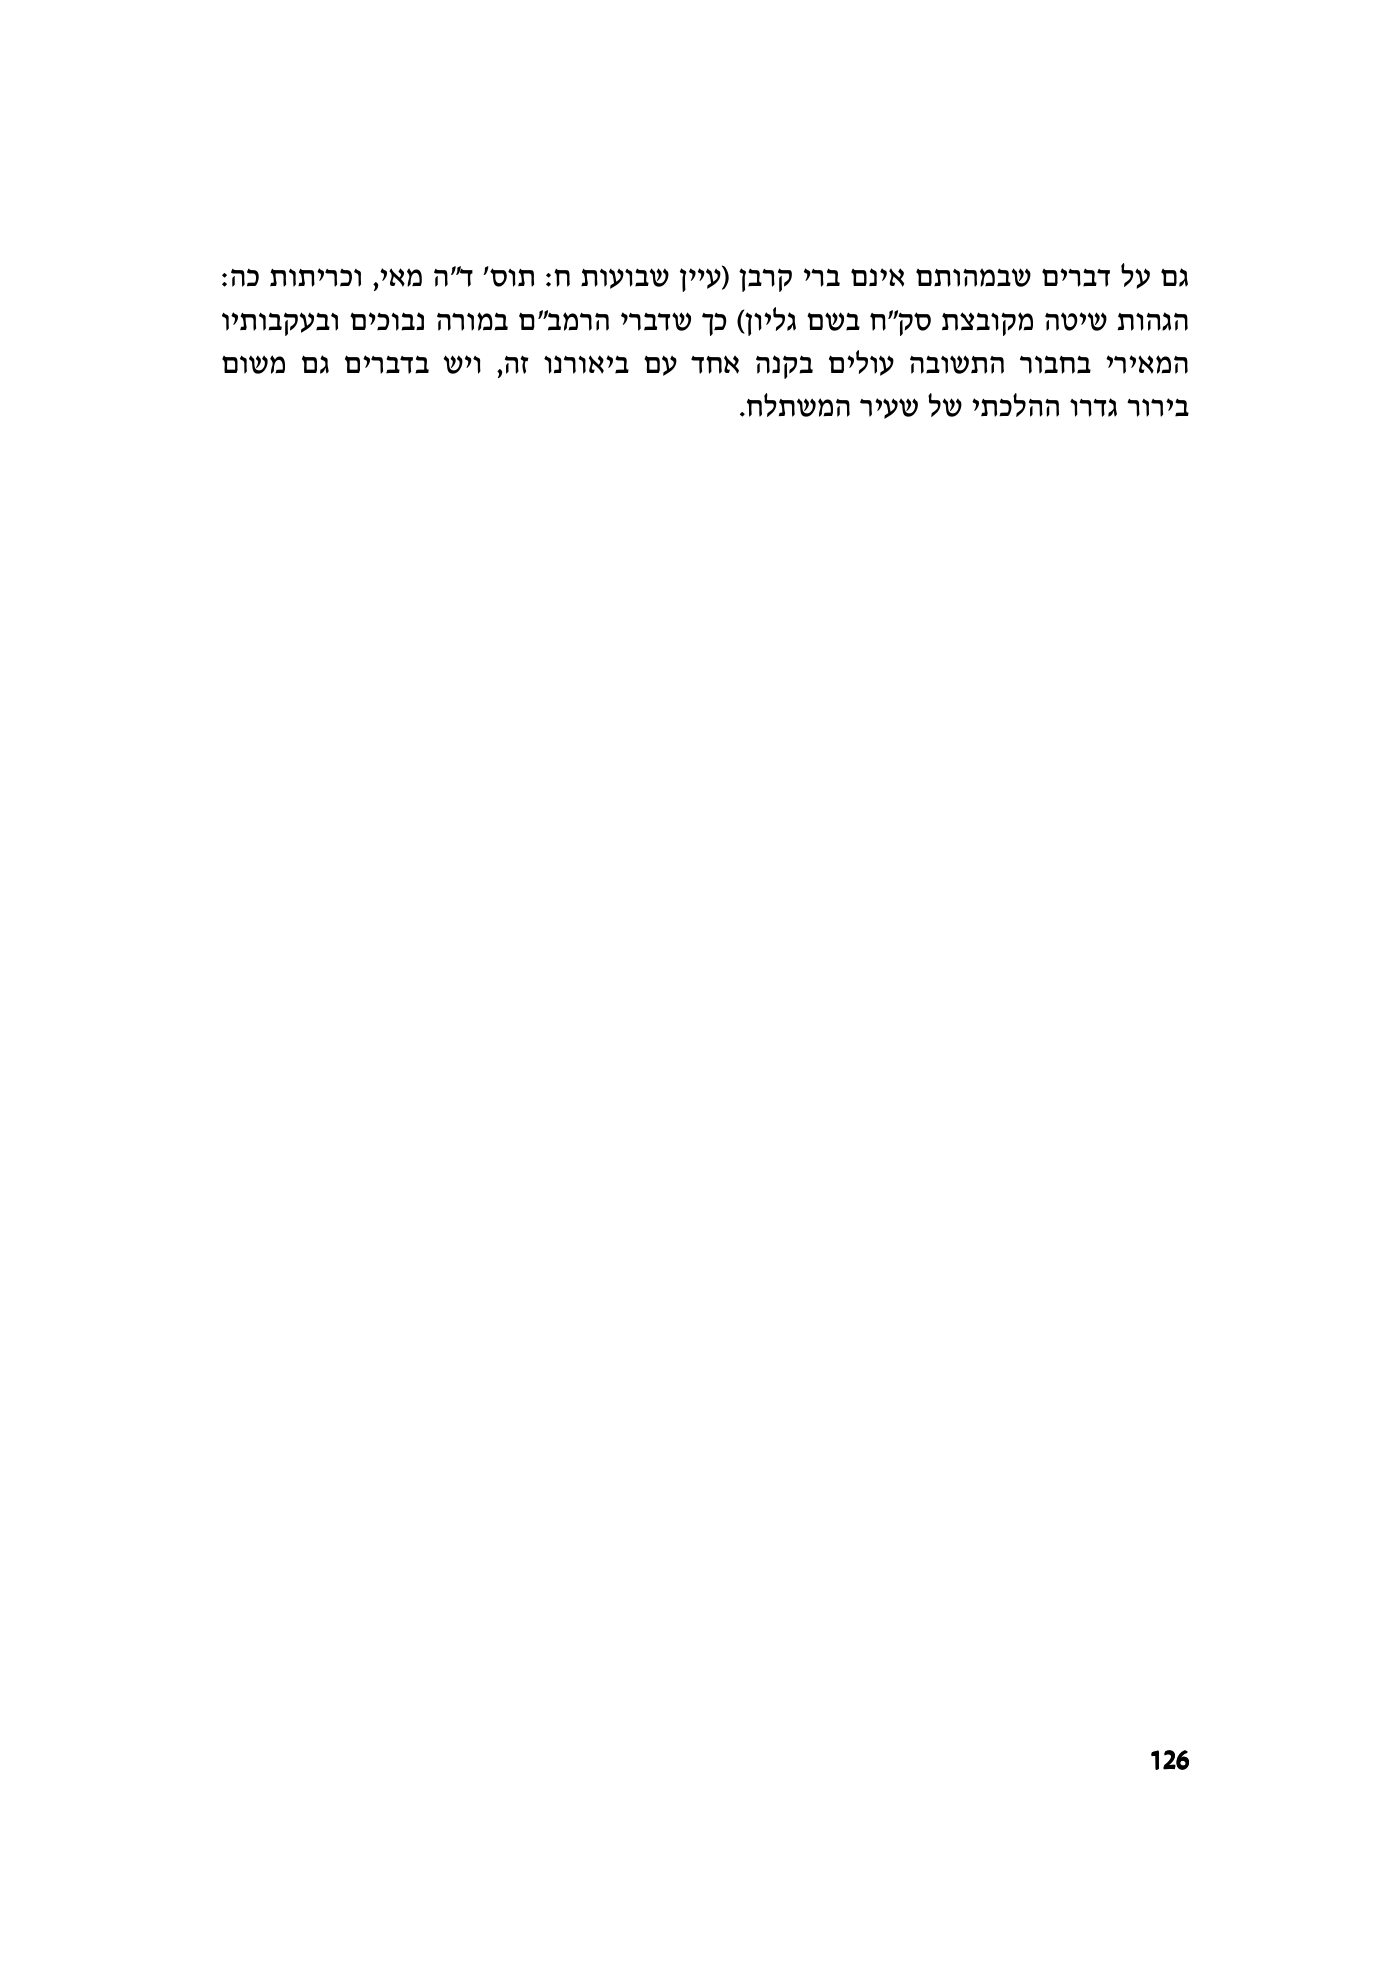 גם על דברים שבמהותם אינם ברי קרבן (עיין שבועות ח: תוס' ד"ה מאי, וכריתות כה:
הגהות שיטה מקובצת סק"ח בשם גליון) כך שדברי הרמב"ם במורה נבוכים ובעקבותיו
המאירי בחבור התשובה עולים בקנה אחד עם ביאורנו זה, ויש בדברים גם משום
בירור גדרו ההלכתי של שעיר המשתלח.
126